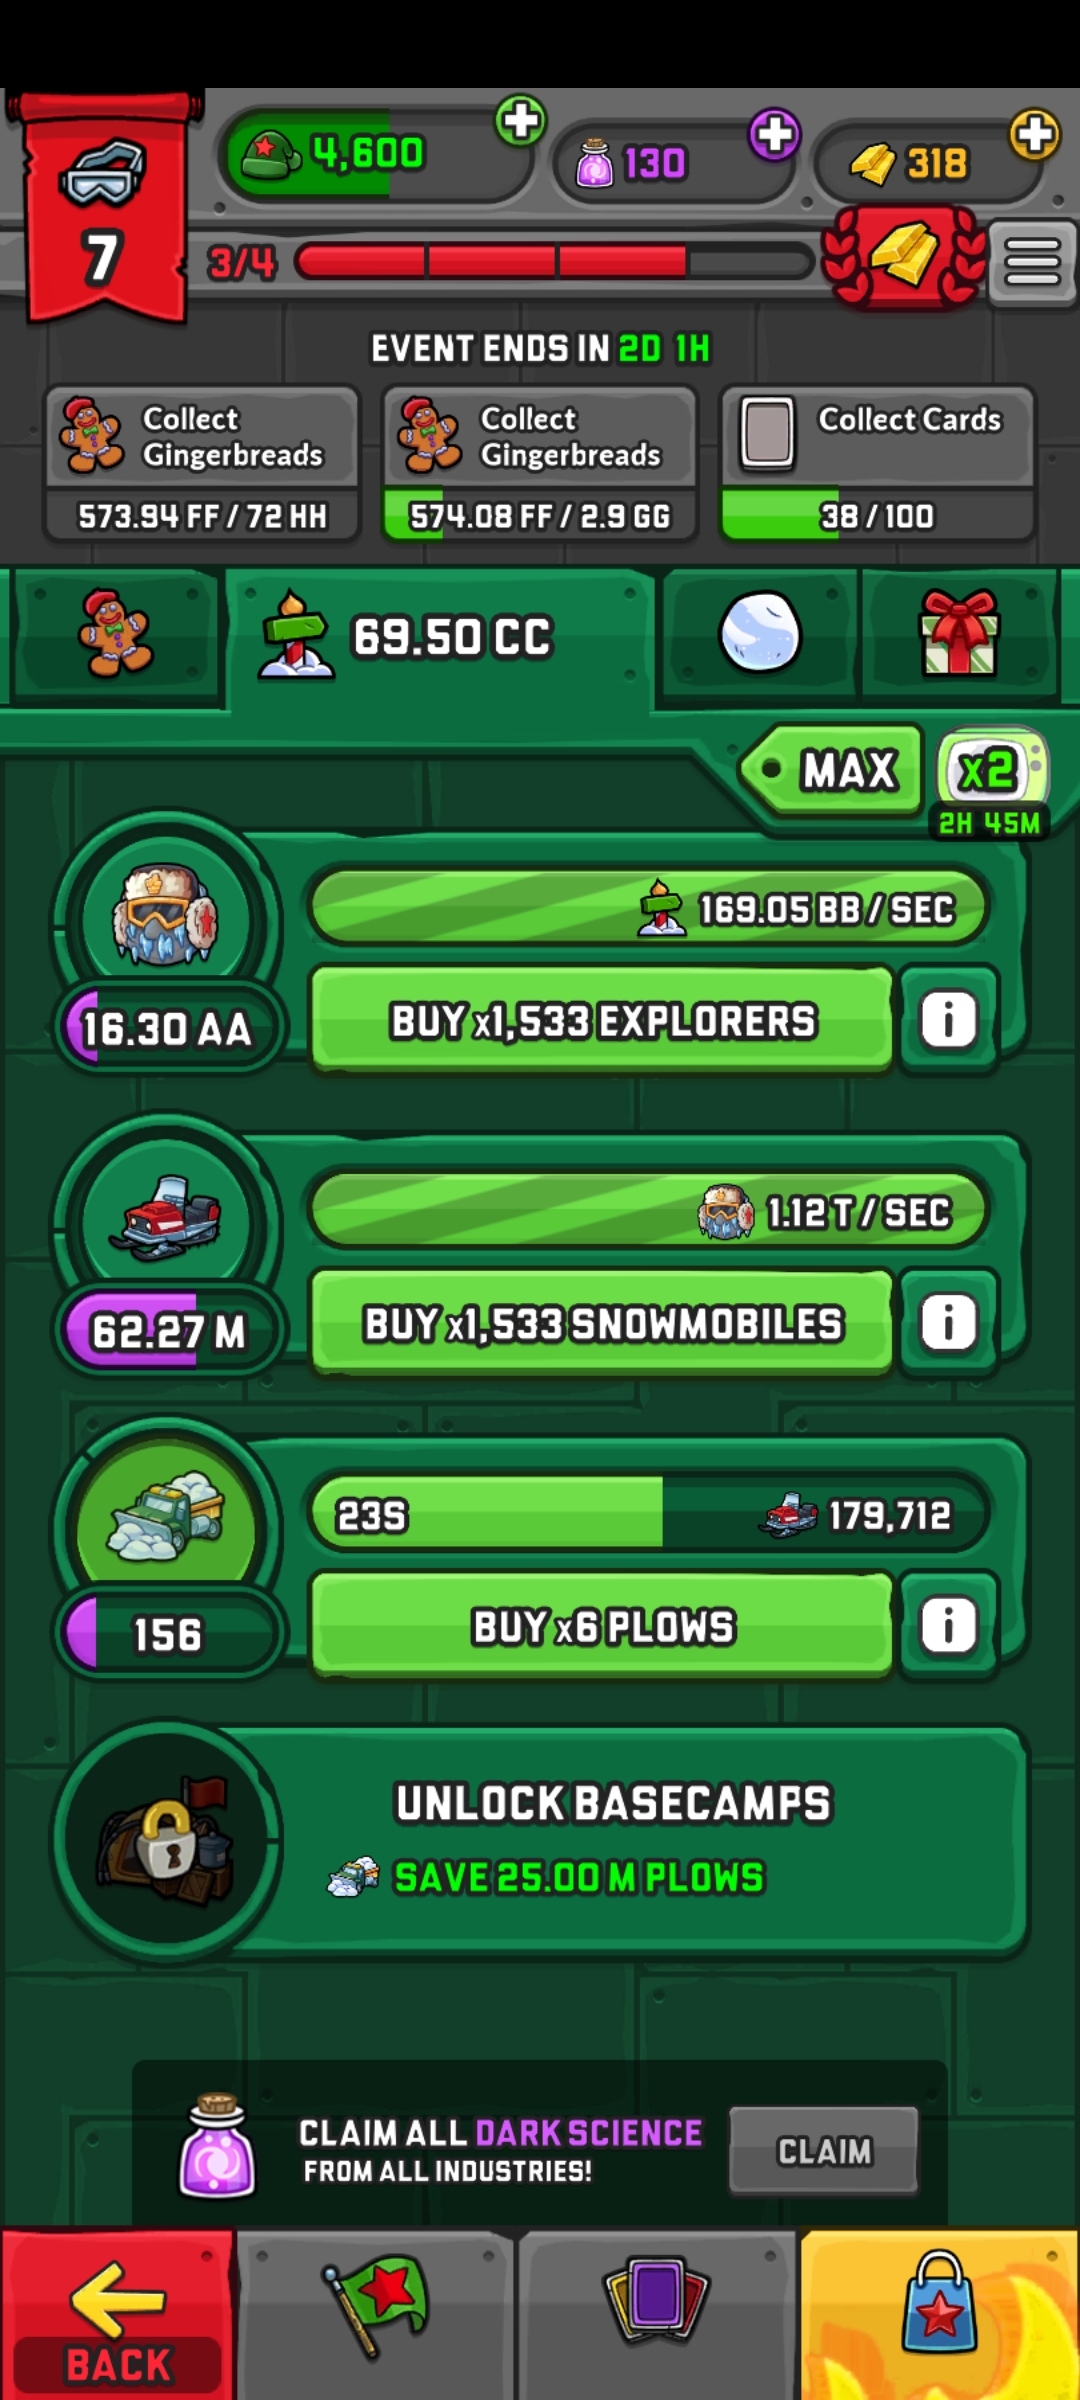 7
4,600
130
318
3/4
EVENT ENDS IN 2D 1H
Collect
Gingerbreads
573.94 FF / 72 HH
Collect
Gingerbreads
574.08 FF / 2.9 GG
Collect Cards
38 / 100
69.50 CC
MAX
x2
2H 45M
169.05 BB / SEC
16.30 AA
BUY x1,533 EXPLORERS
i
1.12 T / SEC
62.27 M
BUY x1,533 SNOWMOBILES
i
23S
179,712
156
BUY x6 PLOWS
i
UNLOCK BASECAMPS
SAVE 25.00 M PLOWS
CLAIM ALL DARK SCIENCE
FROM ALL INDUSTRIES!
CLAIM
BACK